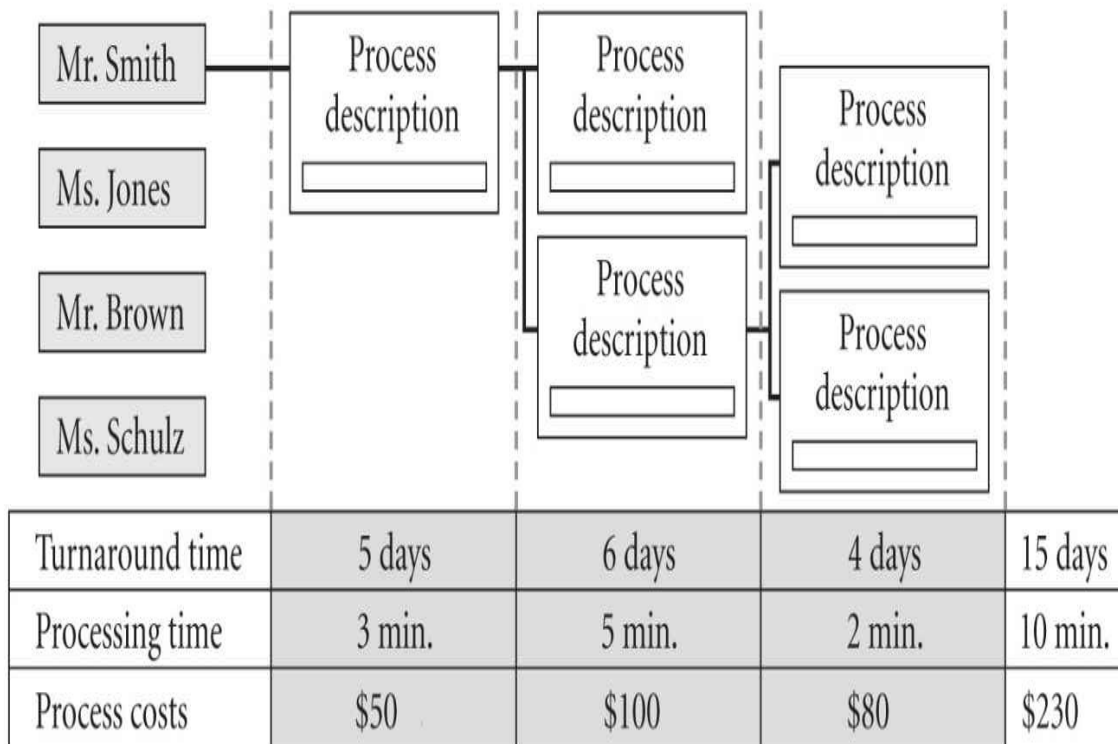 Mr. Smith
Ms. Jones
Mr. Brown
Ms. Schulz
Process
description
Process
description
Process
description
Process
description
Process
description
Turnaround time 5 days 6 days 4 days 15 days
Processing time 3 min. 5 min. 2 min. 10 min.
Process costs $50 $100 $80 $230